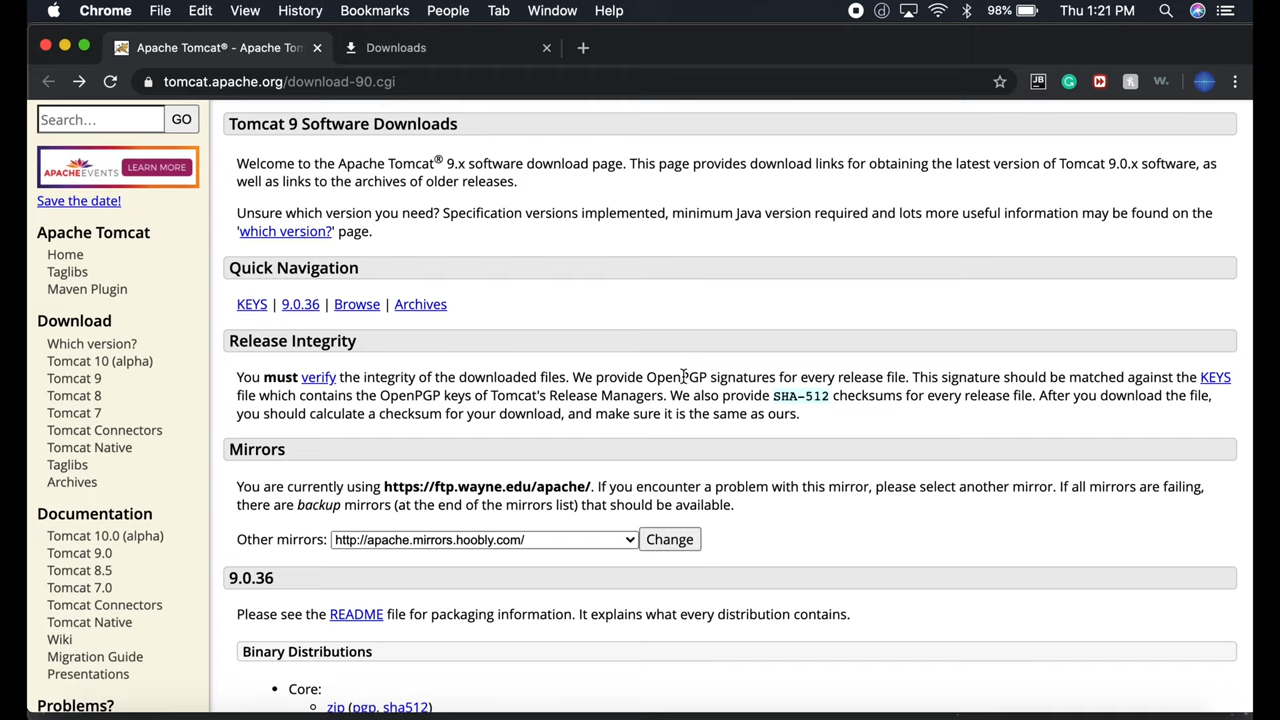 Chrome File Edit View History Bookmarks People Tab Window Help 98% Thu 1:21 PM
Apache Tomcat® - Apache Tom Downloads
tomcat.apache.org/download-90.cgi
JB
W.
Search... GO
APACHEEVENTS LEARN MORE
Save the date!
Apache Tomcat
Home
Taglibs
Maven Plugin
Download
Which version?
Tomcat 10 (alpha)
Tomcat 9
Tomcat 8
Tomcat 7
Tomcat Connectors
Tomcat Native
Taglibs
Archives
Documentation
Tomcat 10.0 (alpha)
Tomcat 9.0
Tomcat 8.5
Tomcat 7.0
Tomcat Connectors
Tomcat Native
Wiki
Migration Guide
Presentations
Problems?
Tomcat 9 Software Downloads
Welcome to the Apache Tomcat® 9.x software download page. This page provides download links for obtaining the latest version of Tomcat 9.0.x software, as
well as links to the archives of older releases.
Unsure which version you need? Specification versions implemented, minimum Java version required and lots more useful information may be found on the
'which version?' page.
Quick Navigation
KEYS | 9.0.36 | Browse | Archives
Release Integrity
You must verify the integrity of the downloaded files. We provide OpenPGP signatures for every release file. This signature should be matched against the KEYS
file which contains the OpenPGP keys of Tomcat's Release Managers. We also provide SHA-512 checksums for every release file. After you download the file,
you should calculate a checksum for your download, and make sure it is the same as ours.
Mirrors
You are currently using https://ftp.wayne.edu/apache/. If you encounter a problem with this mirror, please select another mirror. If all mirrors are failing,
there are backup mirrors (at the end of the mirrors list) that should be available.
Other mirrors: http://apache.mirrors.hoobly.com/ Change
9.0.36
Please see the README file for packaging information. It explains what every distribution contains.
Binary Distributions
Core:
zip (pgp, sha512)